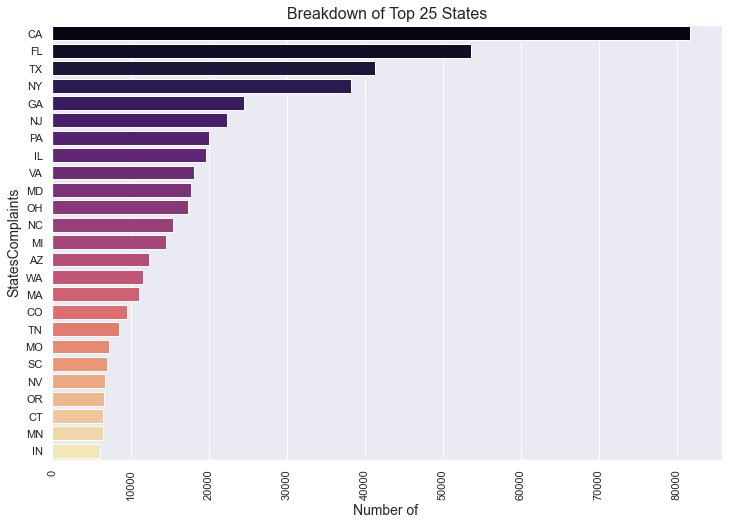 Breakdown of Top 25 States
StatesComplaints
CA
FL
TX
NY
GA
NJ
PA
IL
VA
MD
OH
NC
MI
AZ
WA
MA
CO
TN
MO
SC
NV
OR
CT
MN
IN
0
10000
20000
30000
40000
50000
60000
70000
80000
Number of